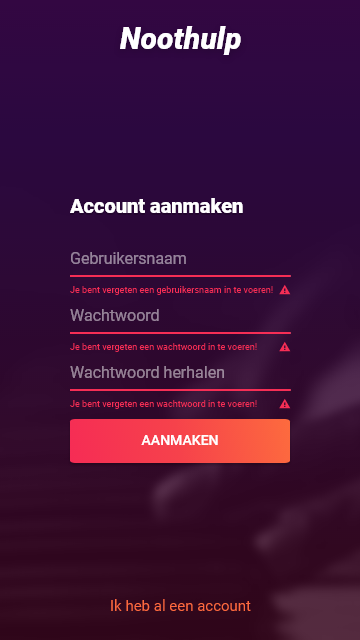 Noothulp
Account aanmaken
Gebruikersnaam
Je bent vergeten een gebruikersnaam in te voeren!
Wachtwoord
Je bent vergeten een wachtwoord in te voeren!
Wachtwoord herhalen
Je bent vergeten een wachtwoord in te voeren!
AANMAKEN
Ik heb al een account